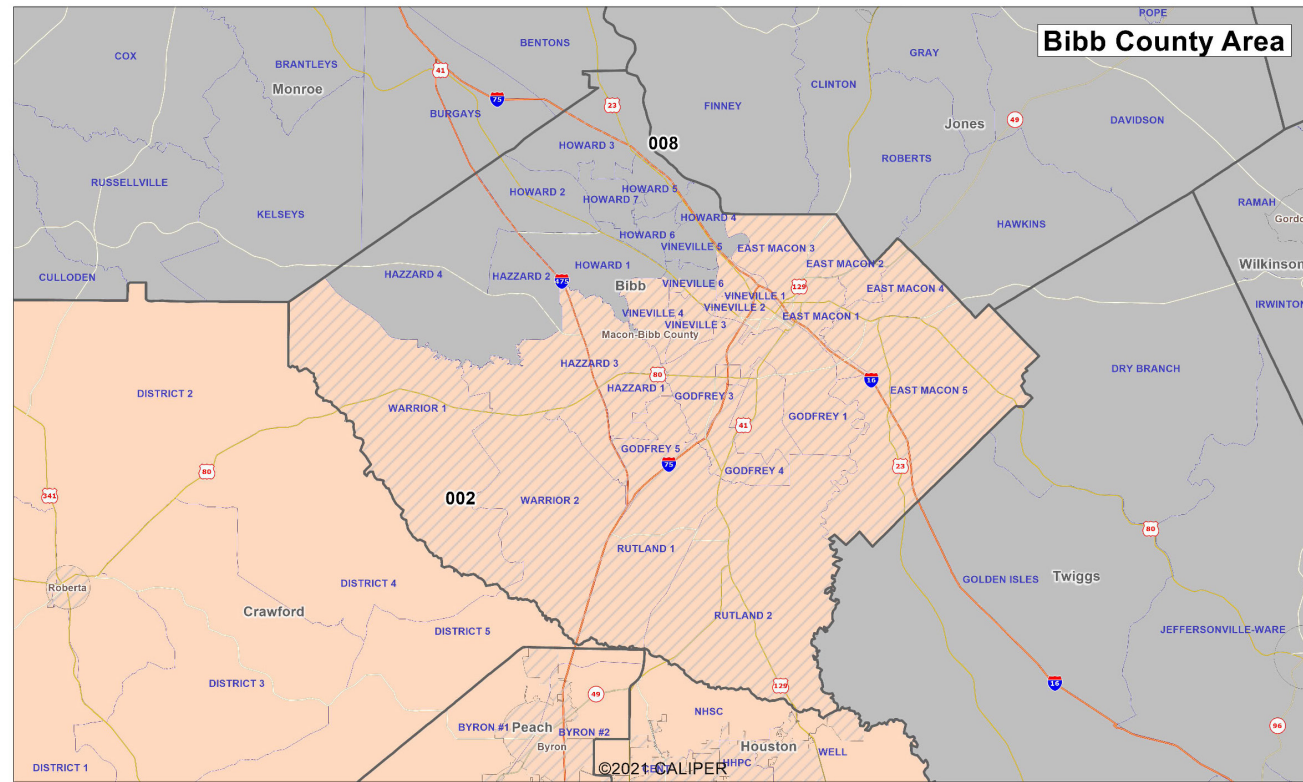 Bibb County Area
POPE
COX
BENTONS
GRAY
BRANTLEYS
41
Monroe
CLINTON
75
BURGAYS
23
FINNEY
49
DAVIDSON
Jones
HOWARD 3
008
ROBERTS
RUSSELLVILLE
HOWARD 2
HOWARD 5
HOWARD 7
RAMAH
KELSEYS
HOWARD 4
Gordo
HAWKINS
HOWARD 6
VINEVILLE 5
EAST MACON 3
HAZZARD 4
HAZZARD 2
HOWARD 1
EAST MACON 2
Wilkinson
CULLODEN
475
Bibb
VINEVILLE 6
129
EAST MACON 4
VINEVILLE 1
IRWINTON
VINEVILLE 4
VINEVILLE 2
EAST MACON 1
VINEVILLE 3
Macon-Bibb County
HAZZARD 3
DRY BRANCH
80
16
HAZZARD 1
EAST MACON 5
DISTRICT 2
GODFREY 3
WARRIOR 1
GODFREY 1
41
GODFREY 5
75
23
80
GODFREY 4
341
002
WARRIOR 2
80
RUTLAND 1
GOLDEN ISLES
Twiggs
DISTRICT 4
Roberta
Crawford
RUTLAND 2
DISTRICT 5
JEFFERSONVILLE-WARE
DISTRICT 3
129
16
49
NHSC
96
BYRON #1
Peach
BYRON #2
Byron
Houston
WELL
HHPC
DISTRICT 1
CENT
©2021 CALIPER